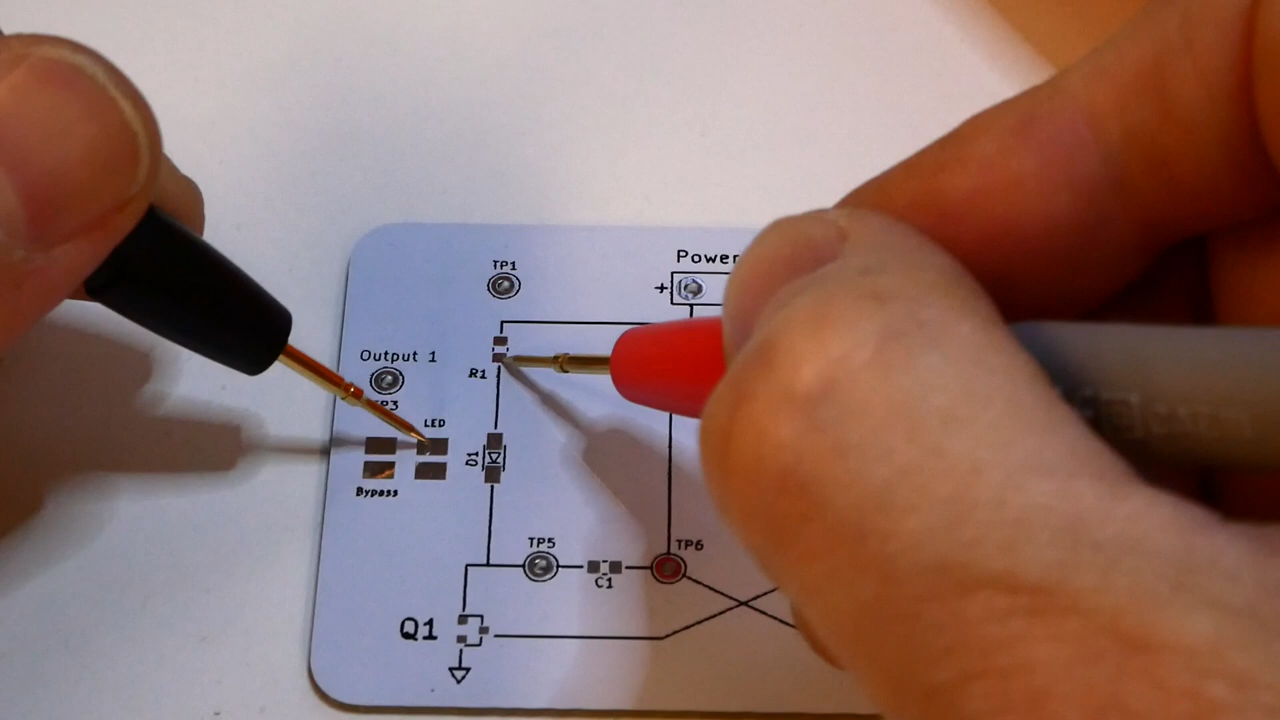 Power
TP1
+
Output 1
R1
LED
D1
Bypass
TP5
TP6
C1
Q1